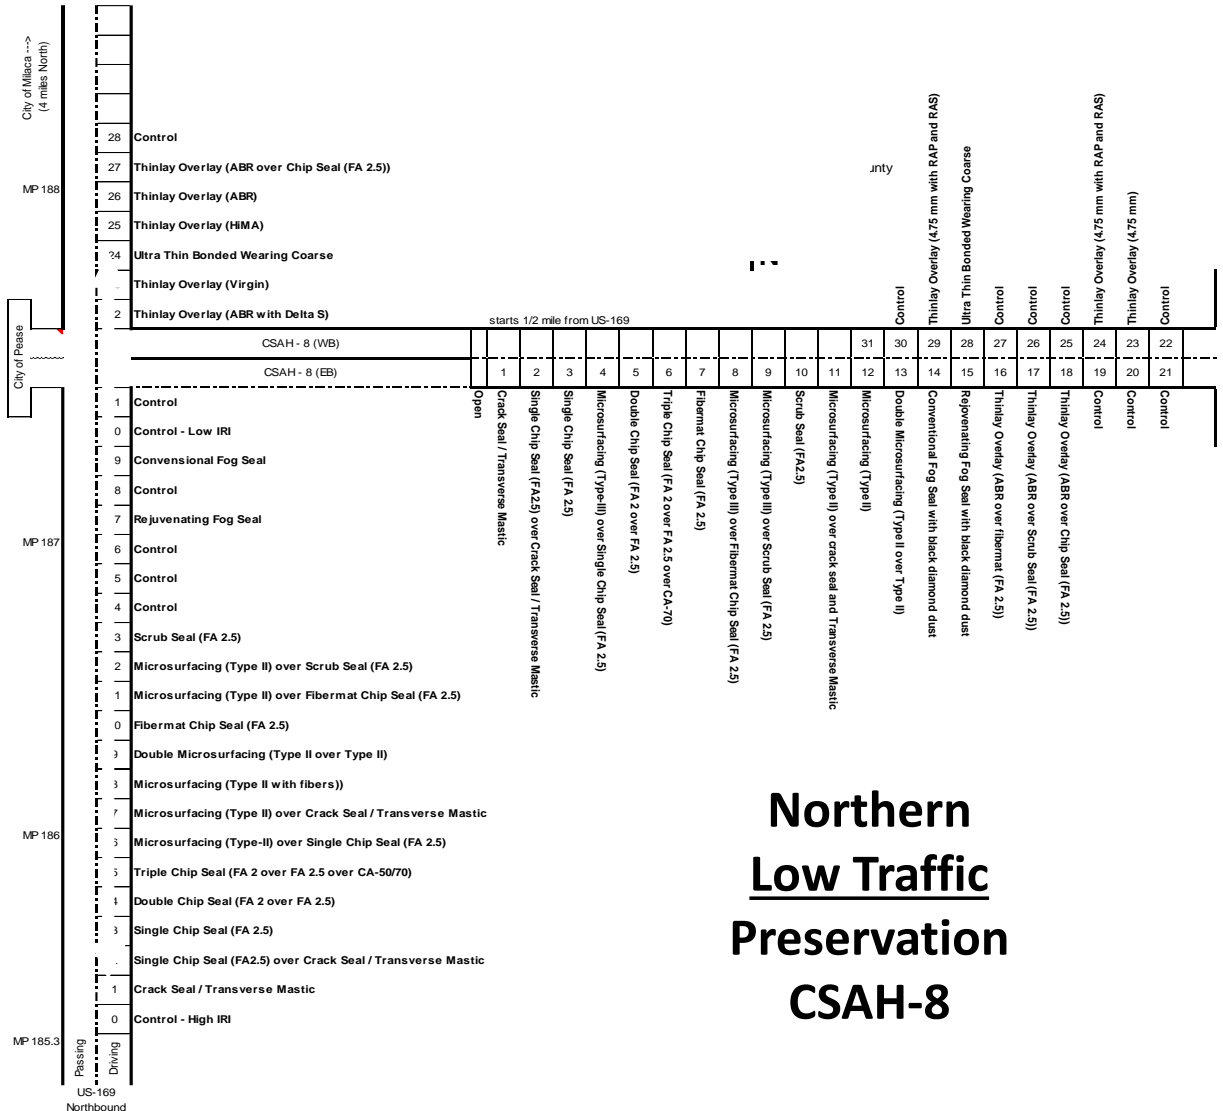 City of Milaca --->
(4 miles North)
28 Control
27 Thinlay Overlay (ABR over Chip Seal (FA 2.5))
unty
MP 188
26 Thinlay Overlay (ABR)
25 Thinlay Overlay (HiMA)
24 Ultra Thin Bonded Wearing Coarse
Thinlay Overlay (Virgin)
2 Thinlay Overlay (ABR with Delta S)
Control
Thinlay Overlay (4.75 mm with RAP and RAS)
Ultra Thin Bonded Wearing Coarse
Control
Control
Control
Thinlay Overlay (4.75 mm with RAP and RAS)
Thinlay Overlay (4.75 mm)
Control
starts 1/2 mile from US-169
City of Pease
CSAH - 8 (WB) 31 30 29 28 27 26 25 24 23 22
CSAH - 8 (EB) 1 2 3 4 5 6 7 8 9 10 11 12 13 14 15 16 17 18 19 20 21
Open
Crack Seal / Transverse Mastic
Single Chip Seal (FA2.5) over Crack Seal / Transverse Mastic
Single Chip Seal (FA 2.5)
Microsurfacing (Type-III) over Single Chip Seal (FA 2.5)
Double Chip Seal (FA 2 over FA 2.5)
Triple Chip Seal (FA 2 over FA 2.5 over CA-70)
Fibermat Chip Seal (FA 2.5)
Microsurfacing (Type III) over Fibermat Chip Seal (FA 2.5)
Microsurfacing (Type III) over Scrub Seal (FA 2.5)
Scrub Seal (FA2.5)
Microsurfacing (Type II) over crack seal and Transverse Mastic
Microsurfacing (Type II)
Double Microsurfacing (Type II over Type II)
Conventional Fog Seal with black diamond dust
Rejovenating Fog Seal with black diamond dust
Thinlay Overlay (ABR over fibermat (FA 2.5))
Thinlay Overlay (ABR over Scrub Seal (FA 2.5))
Thinlay Overlay (ABR over Chip Seal (FA 2.5))
Control
Control
Control
1 Control
0 Control - Low IRI
9 Convensional Fog Seal
8 Control
7 Rejuvenating Fog Seal
MP 187
6 Control
5 Control
4 Control
3 Scrub Seal (FA 2.5)
2 Microsurfacing (Type II) over Scrub Seal (FA 2.5)
1 Microsurfacing (Type II) over Fibermat Chip Seal (FA 2.5)
0 Fibermat Chip Seal (FA 2.5)
9 Double Microsurfacing (Type II over Type II)
8 Microsurfacing (Type II with fibers))
7 Microsurfacing (Type II) over Crack Seal / Transverse Mastic
MP 186
6 Microsurfacing (Type-II) over Single Chip Seal (FA 2.5)
5 Triple Chip Seal (FA 2 over FA 2.5 over CA-50/70)
4 Double Chip Seal (FA 2 over FA 2.5)
3 Single Chip Seal (FA 2.5)
Single Chip Seal (FA2.5) over Crack Seal / Transverse Mastic
1 Crack Seal / Transverse Mastic
0 Control - High IRI
MP 185.3
Passing
Driving
US-169
Northbound
Northern
Low Traffic
Preservation
CSAH-8